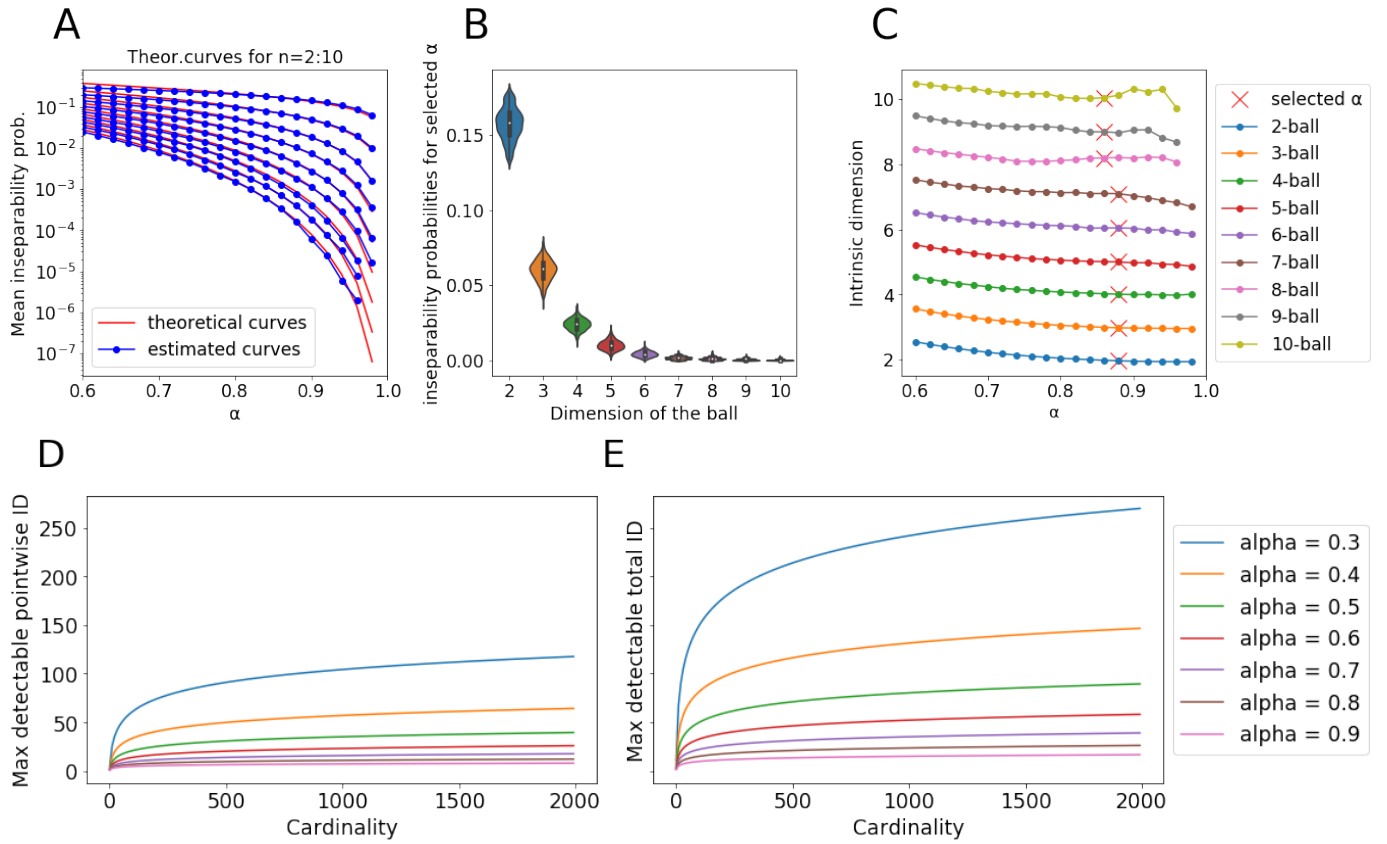 A
Theor.curves for n=2:10
Mean inseparability prob.
10⁻¹
10⁻²
10⁻³
10⁻⁴
10⁻⁵
10⁻⁶
10⁻⁷
theoretical curves
estimated curves
0.6 0.7 0.8 0.9 1.0
α
B
inseparability probabilities for selected α
0.15
0.10
0.05
0.00
2 3 4 5 6 7 8 9 10
Dimension of the ball
C
Intrinsic dimension
10
8
6
4
2
0.6 0.7 0.8 0.9 1.0
α
selected α
2-ball
3-ball
4-ball
5-ball
6-ball
7-ball
8-ball
9-ball
10-ball
D
Max detectable pointwise ID
250
200
150
100
50
0
0 500 1000 1500 2000
Cardinality
E
Max detectable total ID
0 500 1000 1500 2000
Cardinality
alpha = 0.3
alpha = 0.4
alpha = 0.5
alpha = 0.6
alpha = 0.7
alpha = 0.8
alpha = 0.9